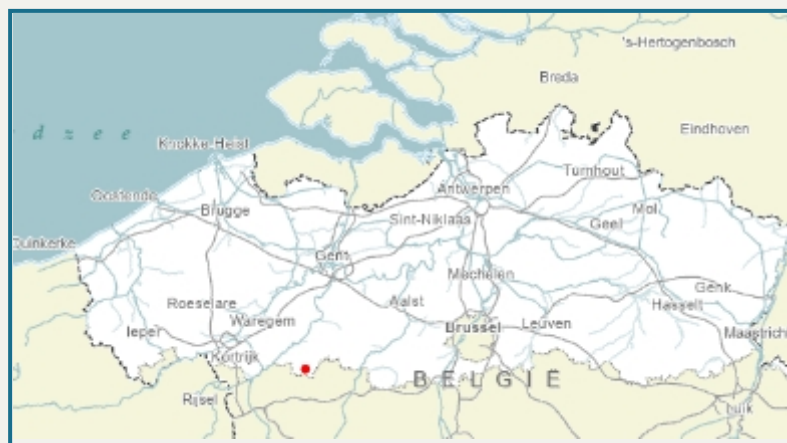 's-Hertogenbosch
Breda
Eindhoven
d z e e
Knokke-Heist
Turnhout
Oostende
Antwerpen
Brugge
Sint-Niklaas
Mol
Geel
Duinkerke
Gent
Mechelen
Genk
Roeselare
Aalst
Hasselt
Waregem
Ieper
Brussel
Leuven
Maastrich
Kortrijk
BELGIË
Rijsel
Luik